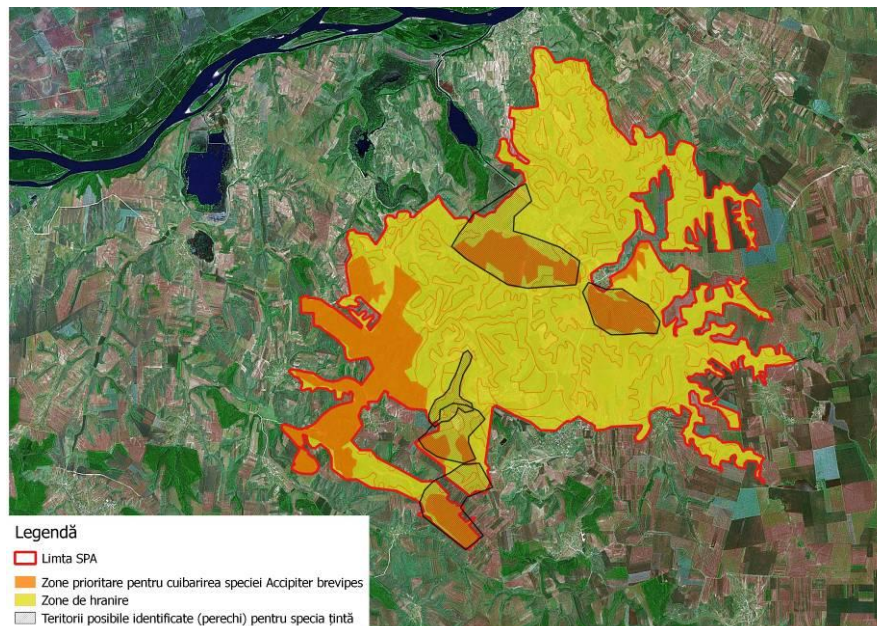 Legendă
Limta SPA
Zone prioritare pentru cuibarirea speciei Accipiter brevipes
Zone de hranire
Teritorii posibile identificate (perechi) pentru specia țintă